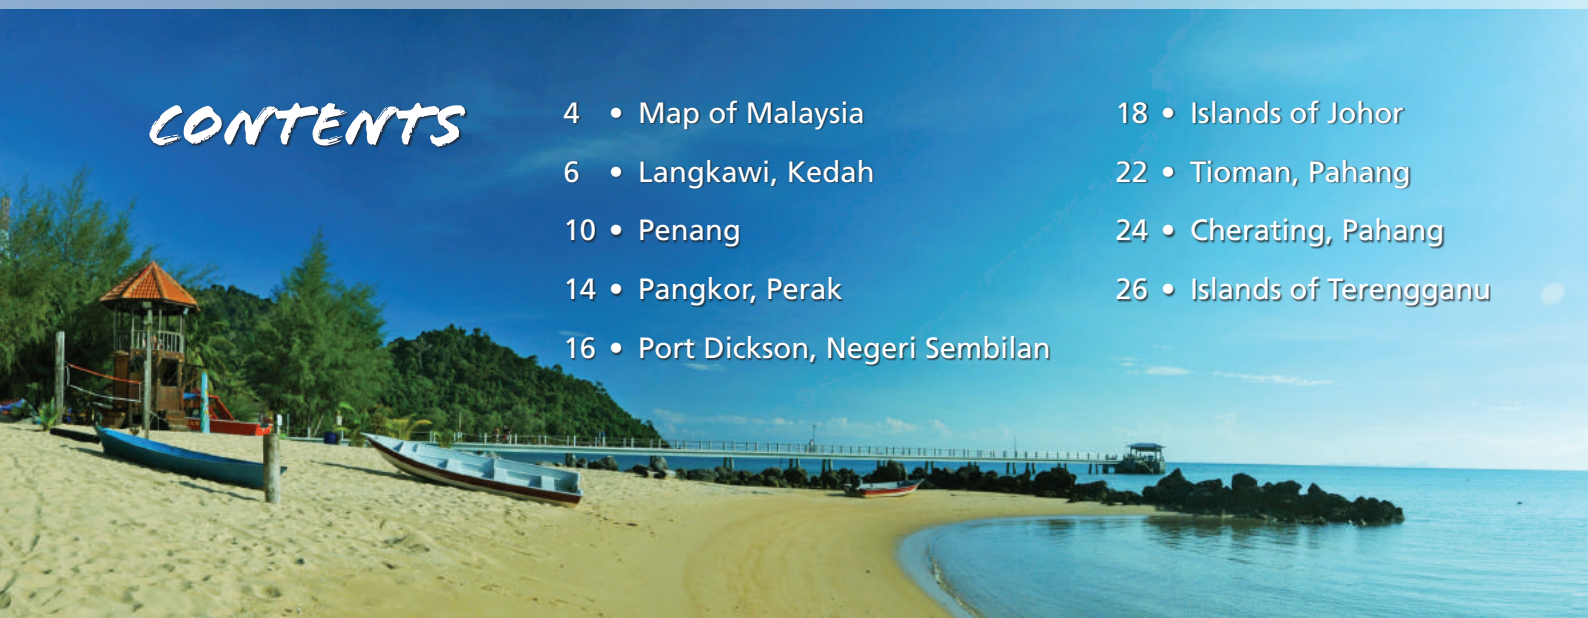 CONTENTS
4 • Map of Malaysia
6 • Langkawi, Kedah
10 • Penang
14 • Pangkor, Perak
16 • Port Dickson, Negeri Sembilan
18 • Islands of Johor
22 • Tioman, Pahang
24 • Cherating, Pahang
26 • Islands of Terengganu